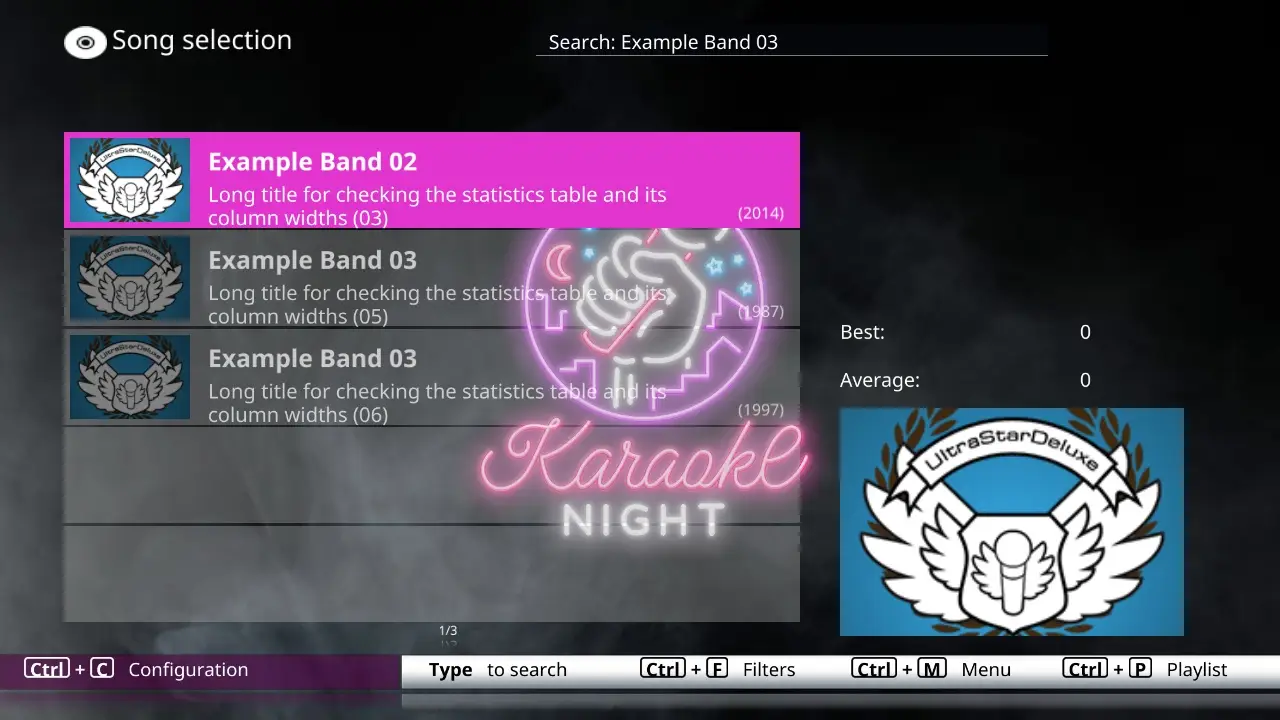 Song selection
Search: Example Band 03
Example Band 02
Long title for checking the statistics table and its
column widths (03)
(2014)
Example Band 03
Long title for checking the statistics table and its
column widths (05)
(1987)
Example Band 03
Long title for checking the statistics table and its
column widths (06)
(1997)
Karaoke
NIGHT
1/3
Best: 0
Average: 0
UltraStarDeluxe
Ctrl + C Configuration
Type to search
Ctrl + F Filters
Ctrl + M Menu
Ctrl + P Playlist